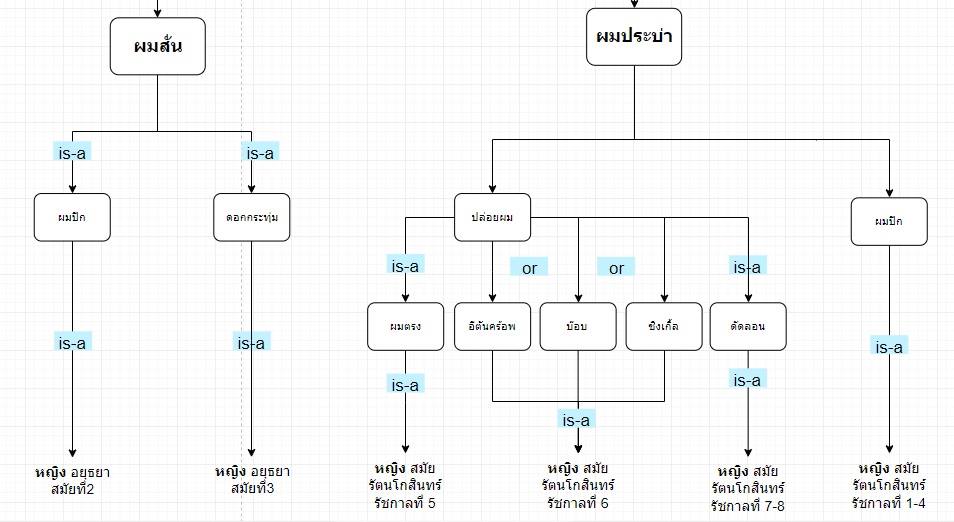 ผมสั้น
ผมประบ่า
is-a
is-a
ผมปีก
ดอกกระทุ่ม
ปล่อยผม
ผมปีก
is-a
or
or
is-a
ผมตรง
อีตันคร้อพ
บ๊อบ
ชิงเกิ้ล
ดัดลอน
is-a
is-a
is-a
is-a
is-a
is-a
หญิง อยุธยา
สมัยที่2
หญิง อยุธยา
สมัยที่3
หญิง สมัย
รัตนโกสินทร์
รัชกาลที่ 5
หญิง สมัย
รัตนโกสินทร์
รัชกาลที่ 6
หญิง สมัย
รัตนโกสินทร์
รัชกาลที่ 7-8
หญิง สมัย
รัตนโกสินทร์
รัชกาลที่ 1-4